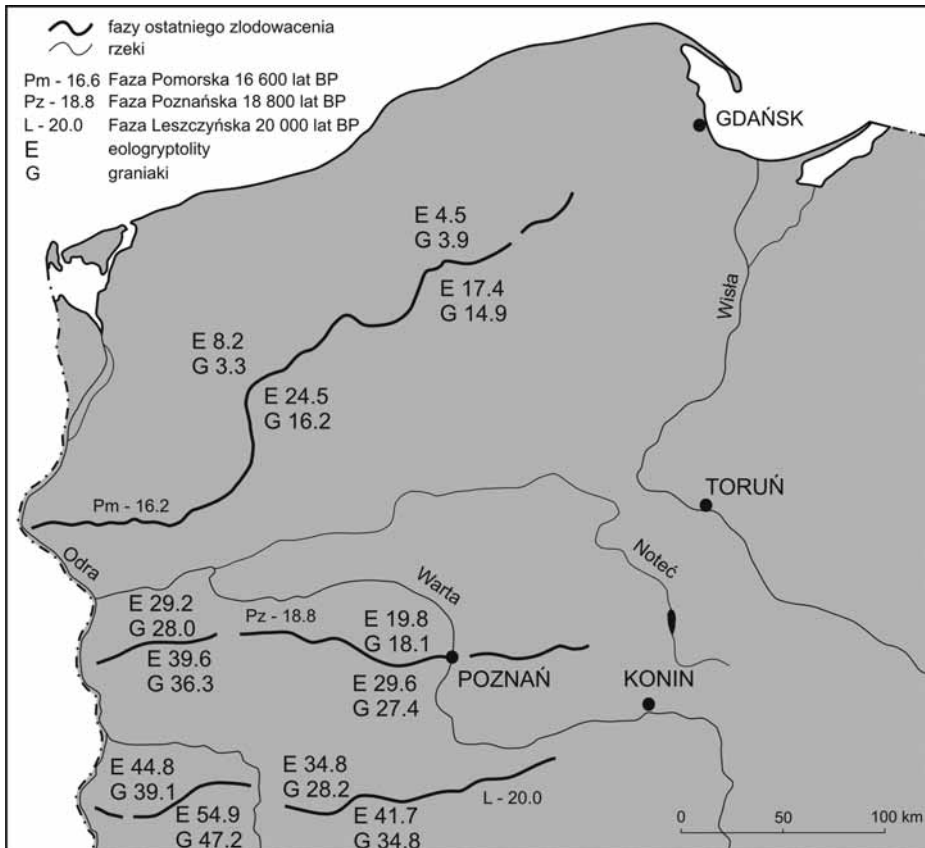 fazy ostatniego zlodowacenia
rzeki
Pm - 16.6 Faza Pomorska 16 600 lat BP
Pz - 18.8 Faza Poznańska 18 800 lat BP
L - 20.0 Faza Leszczyńska 20 000 lat BP
E eologryptolity
G graniaki
GDAŃSK
E 4.5
G 3.9
E 17.4
G 14.9
Wisła
E 8.2
G 3.3
E 24.5
G 16.2
Pm - 16.2
TORUŃ
Odra
Noteć
Warta
E 29.2
G 28.0
Pz - 18.8
E 19.8
G 18.1
E 39.6
G 36.3
POZNAŃ
E 29.6
G 27.4
KONIN
E 44.8
G 39.1
E 34.8
G 28.2
L - 20.0
E 54.9
G 47.2
E 41.7
G 34.8
0 50 100 km